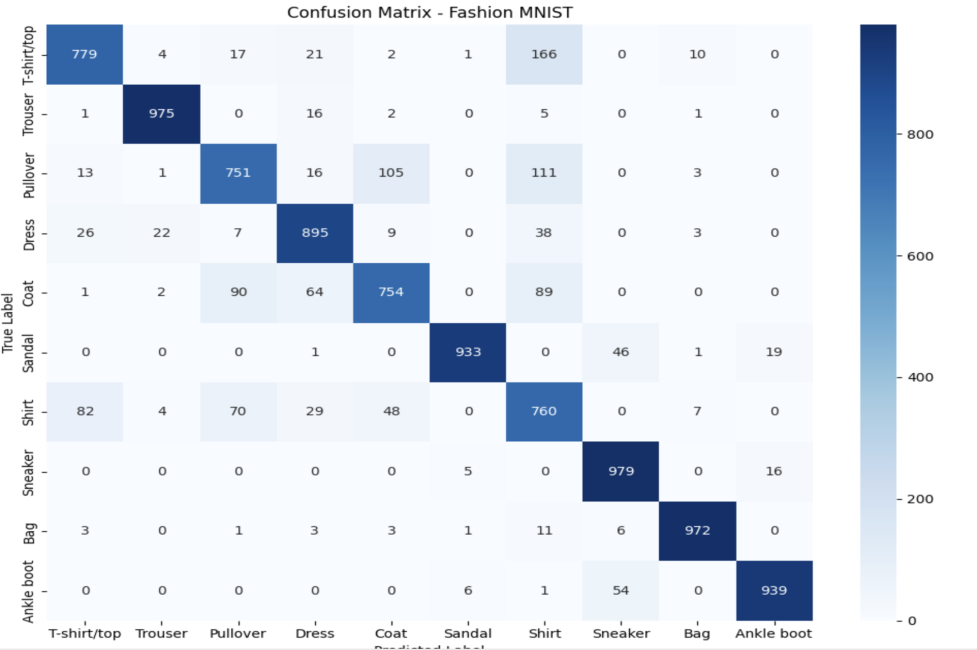 Confusion Matrix - Fashion MNIST
True Label
T-shirt/top 779 4 17 21 2 1 166 0 10 0
Trouser 1 975 0 16 2 0 5 0 1 0
Pullover 13 1 751 16 105 0 111 0 3 0
Dress 26 22 7 895 9 0 38 0 3 0
Coat 1 2 90 64 754 0 89 0 0 0
Sandal 0 0 0 1 0 933 0 46 1 19
Shirt 82 4 70 29 48 0 760 0 7 0
Sneaker 0 0 0 0 0 5 0 979 0 16
Bag 3 0 1 3 3 1 11 6 972 0
Ankle boot 0 0 0 0 0 6 1 54 0 939
T-shirt/top Trouser Pullover Dress Coat Sandal Shirt Sneaker Bag Ankle boot
Predicted Label
800
600
400
200
0